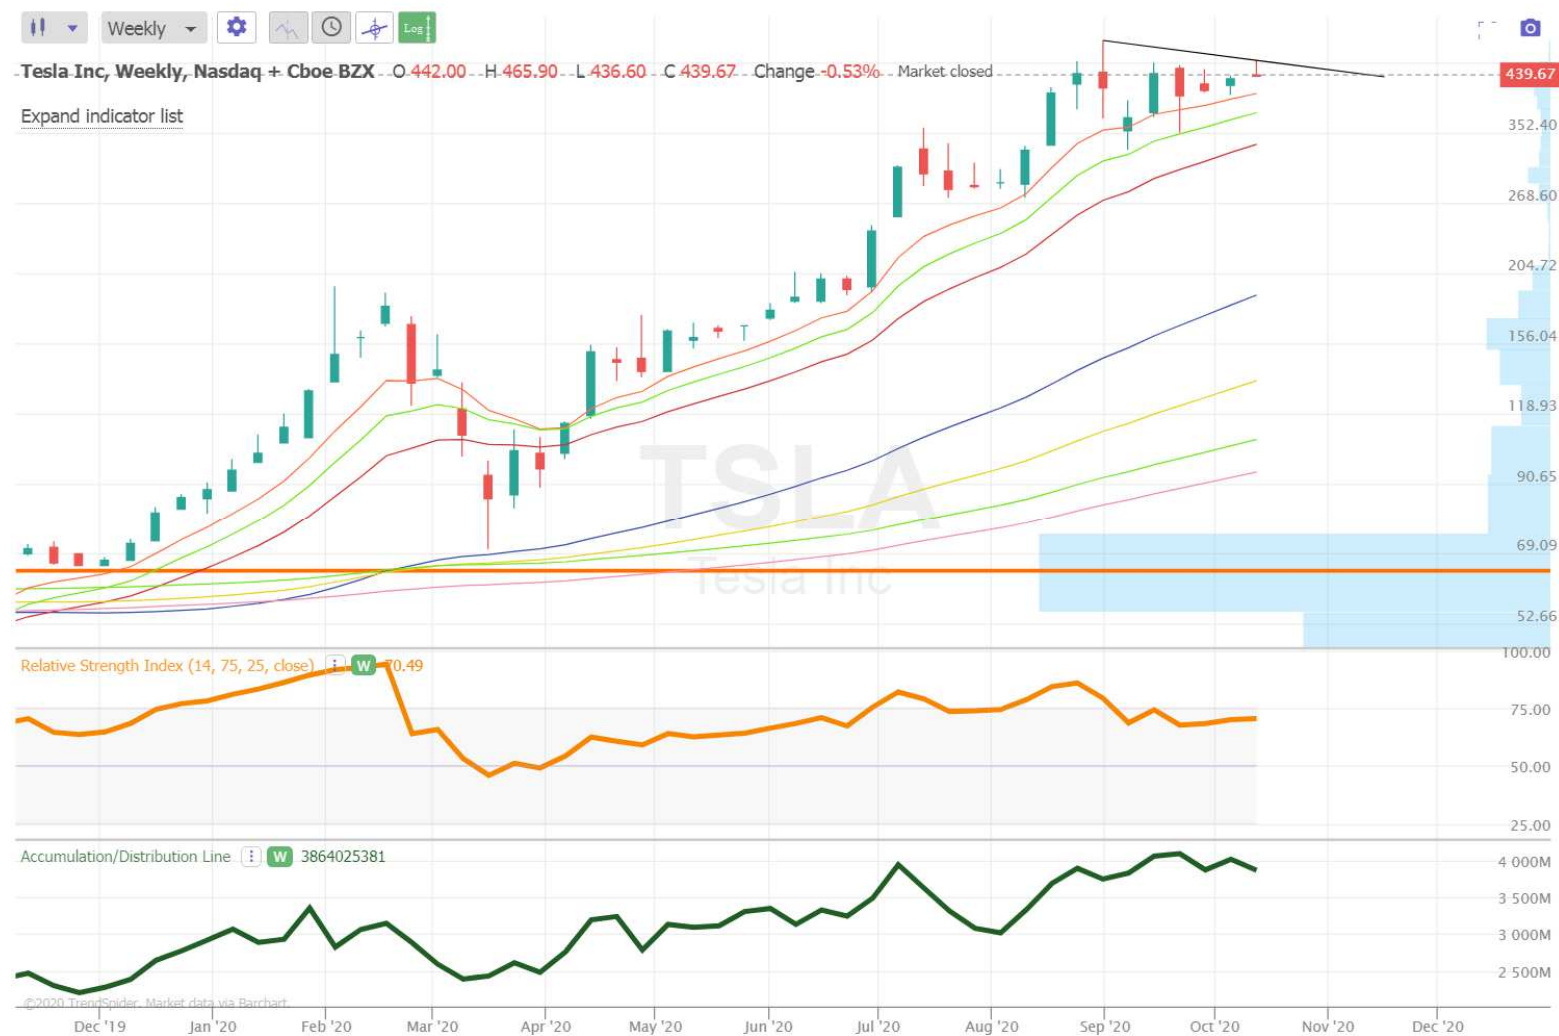 Weekly
Log
Tesla Inc, Weekly, Nasdaq + Cboe BZX O 442.00 H 465.90 L 436.60 C 439.67 Change -0.53% Market closed
439.67
Expand indicator list
352.40
268.60
204.72
156.04
118.93
TSLA
90.65
69.09
Tesla Inc
52.66
100.00
Relative Strength Index (14, 75, 25, close) W 70.49
75.00
50.00
25.00
Accumulation/Distribution Line W 3864025381
4 000M
3 500M
3 000M
2 500M
©2020 TrendSpider, Market data via Barchart.
Dec '19 Jan '20 Feb '20 Mar '20 Apr '20 May '20 Jun '20 Jul '20 Aug '20 Sep '20 Oct '20 Nov '20 Dec '20